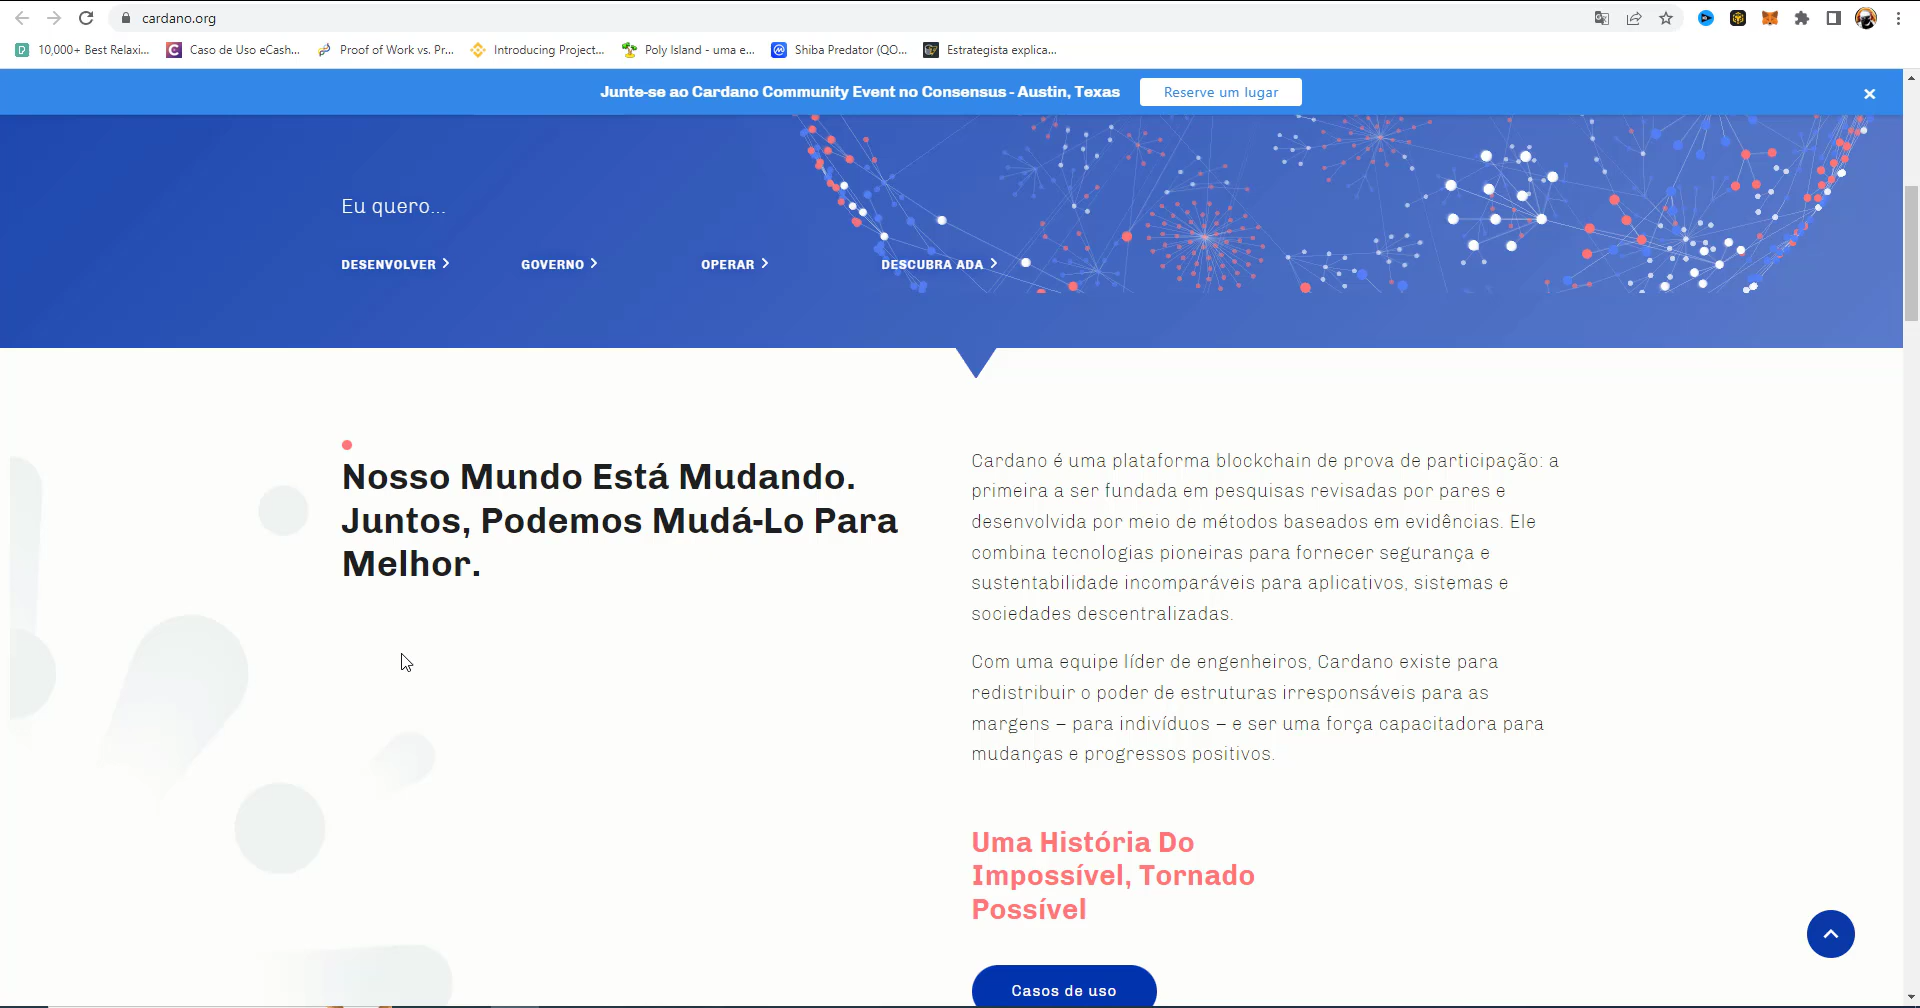 cardano.org
10,000+ Best Relaxi... Caso de Uso eCash... Proof of Work vs. Pr... Introducing Project... Poly Island - uma e... Shiba Predator (QO... Estrategista explica...
Junte-se ao Cardano Community Event no Consensus - Austin, Texas Reserve um lugar
Eu quero...
DESENVOLVER GOVERNO OPERAR DESCUBRA ADA
Nosso Mundo Está Mudando.
Juntos, Podemos Mudá-Lo Para
Melhor.
Cardano é uma plataforma blockchain de prova de participação: a
primeira a ser fundada em pesquisas revisadas por pares e
desenvolvida por meio de métodos baseados em evidências. Ele
combina tecnologias pioneiras para fornecer segurança e
sustentabilidade incomparáveis para aplicativos, sistemas e
sociedades descentralizadas.
Com uma equipe líder de engenheiros, Cardano existe para
redistribuir o poder de estruturas irresponsáveis para as
margens – para indivíduos – e ser uma força capacitadora para
mudanças e progressos positivos.
Uma História Do
Impossível, Tornado
Possível
Casos de uso